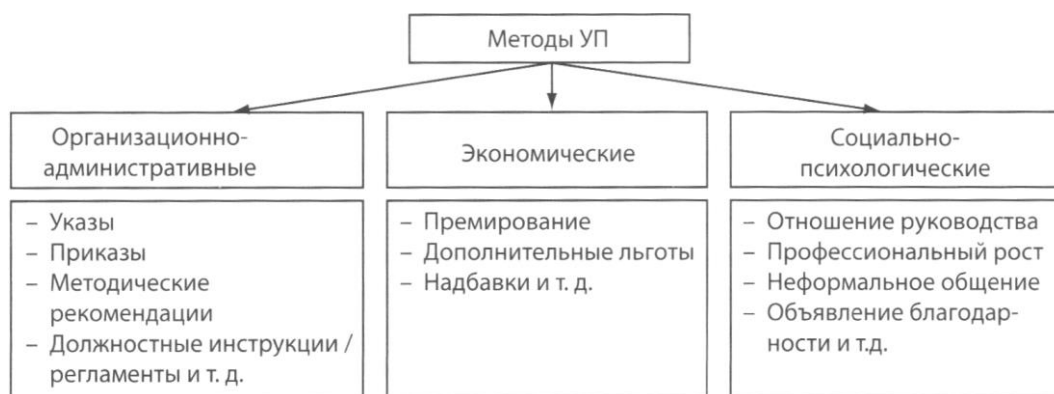 Методы УП
Организационно-
административные
Экономические
Социально-
психологические
– Указы
– Приказы
– Методические
рекомендации
– Должностные инструкции /
регламенты и т. д.
– Премирование
– Дополнительные льготы
– Надбавки и т. д.
– Отношение руководства
– Профессиональный рост
– Неформальное общение
– Объявление благодар-
ности и т.д.